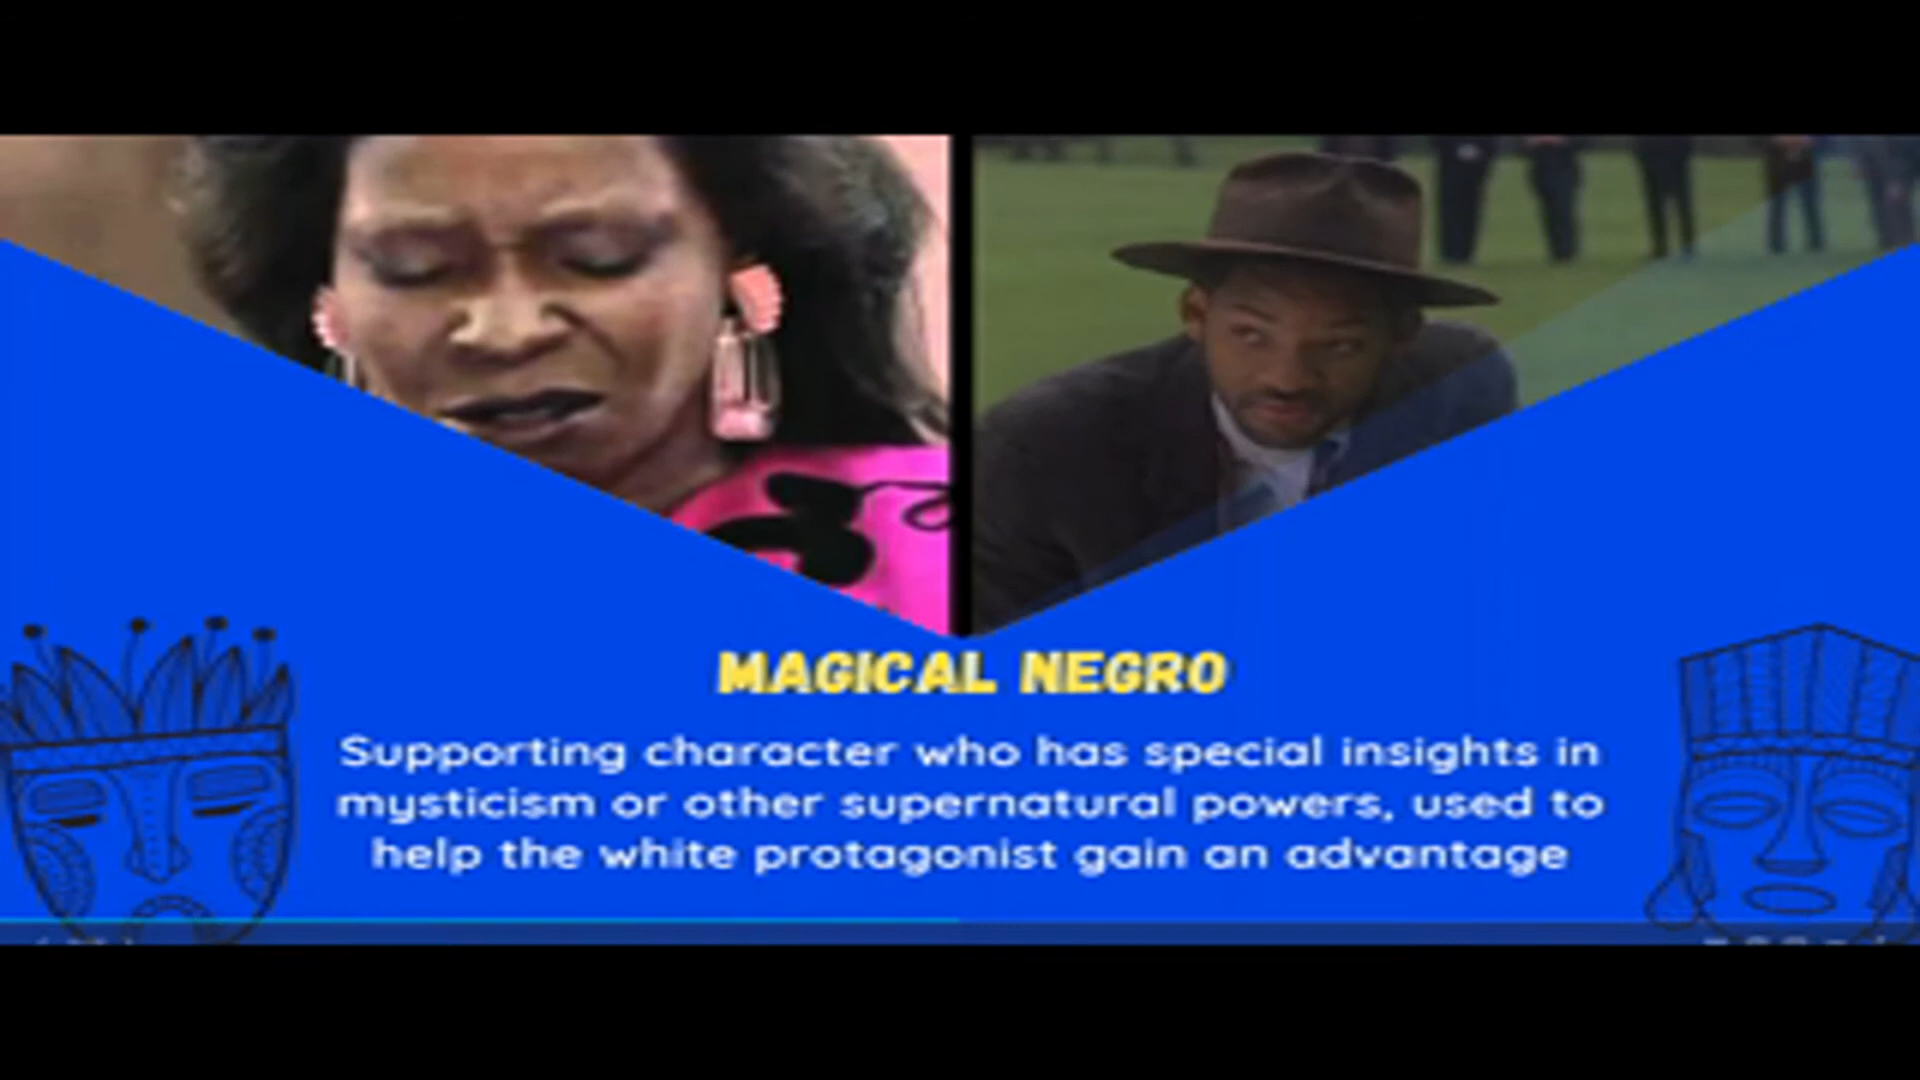 MAGICAL NEGRO
Supporting character who has special insights in
mysticism or other supernatural powers, used to
help the white protagonist gain an advantage